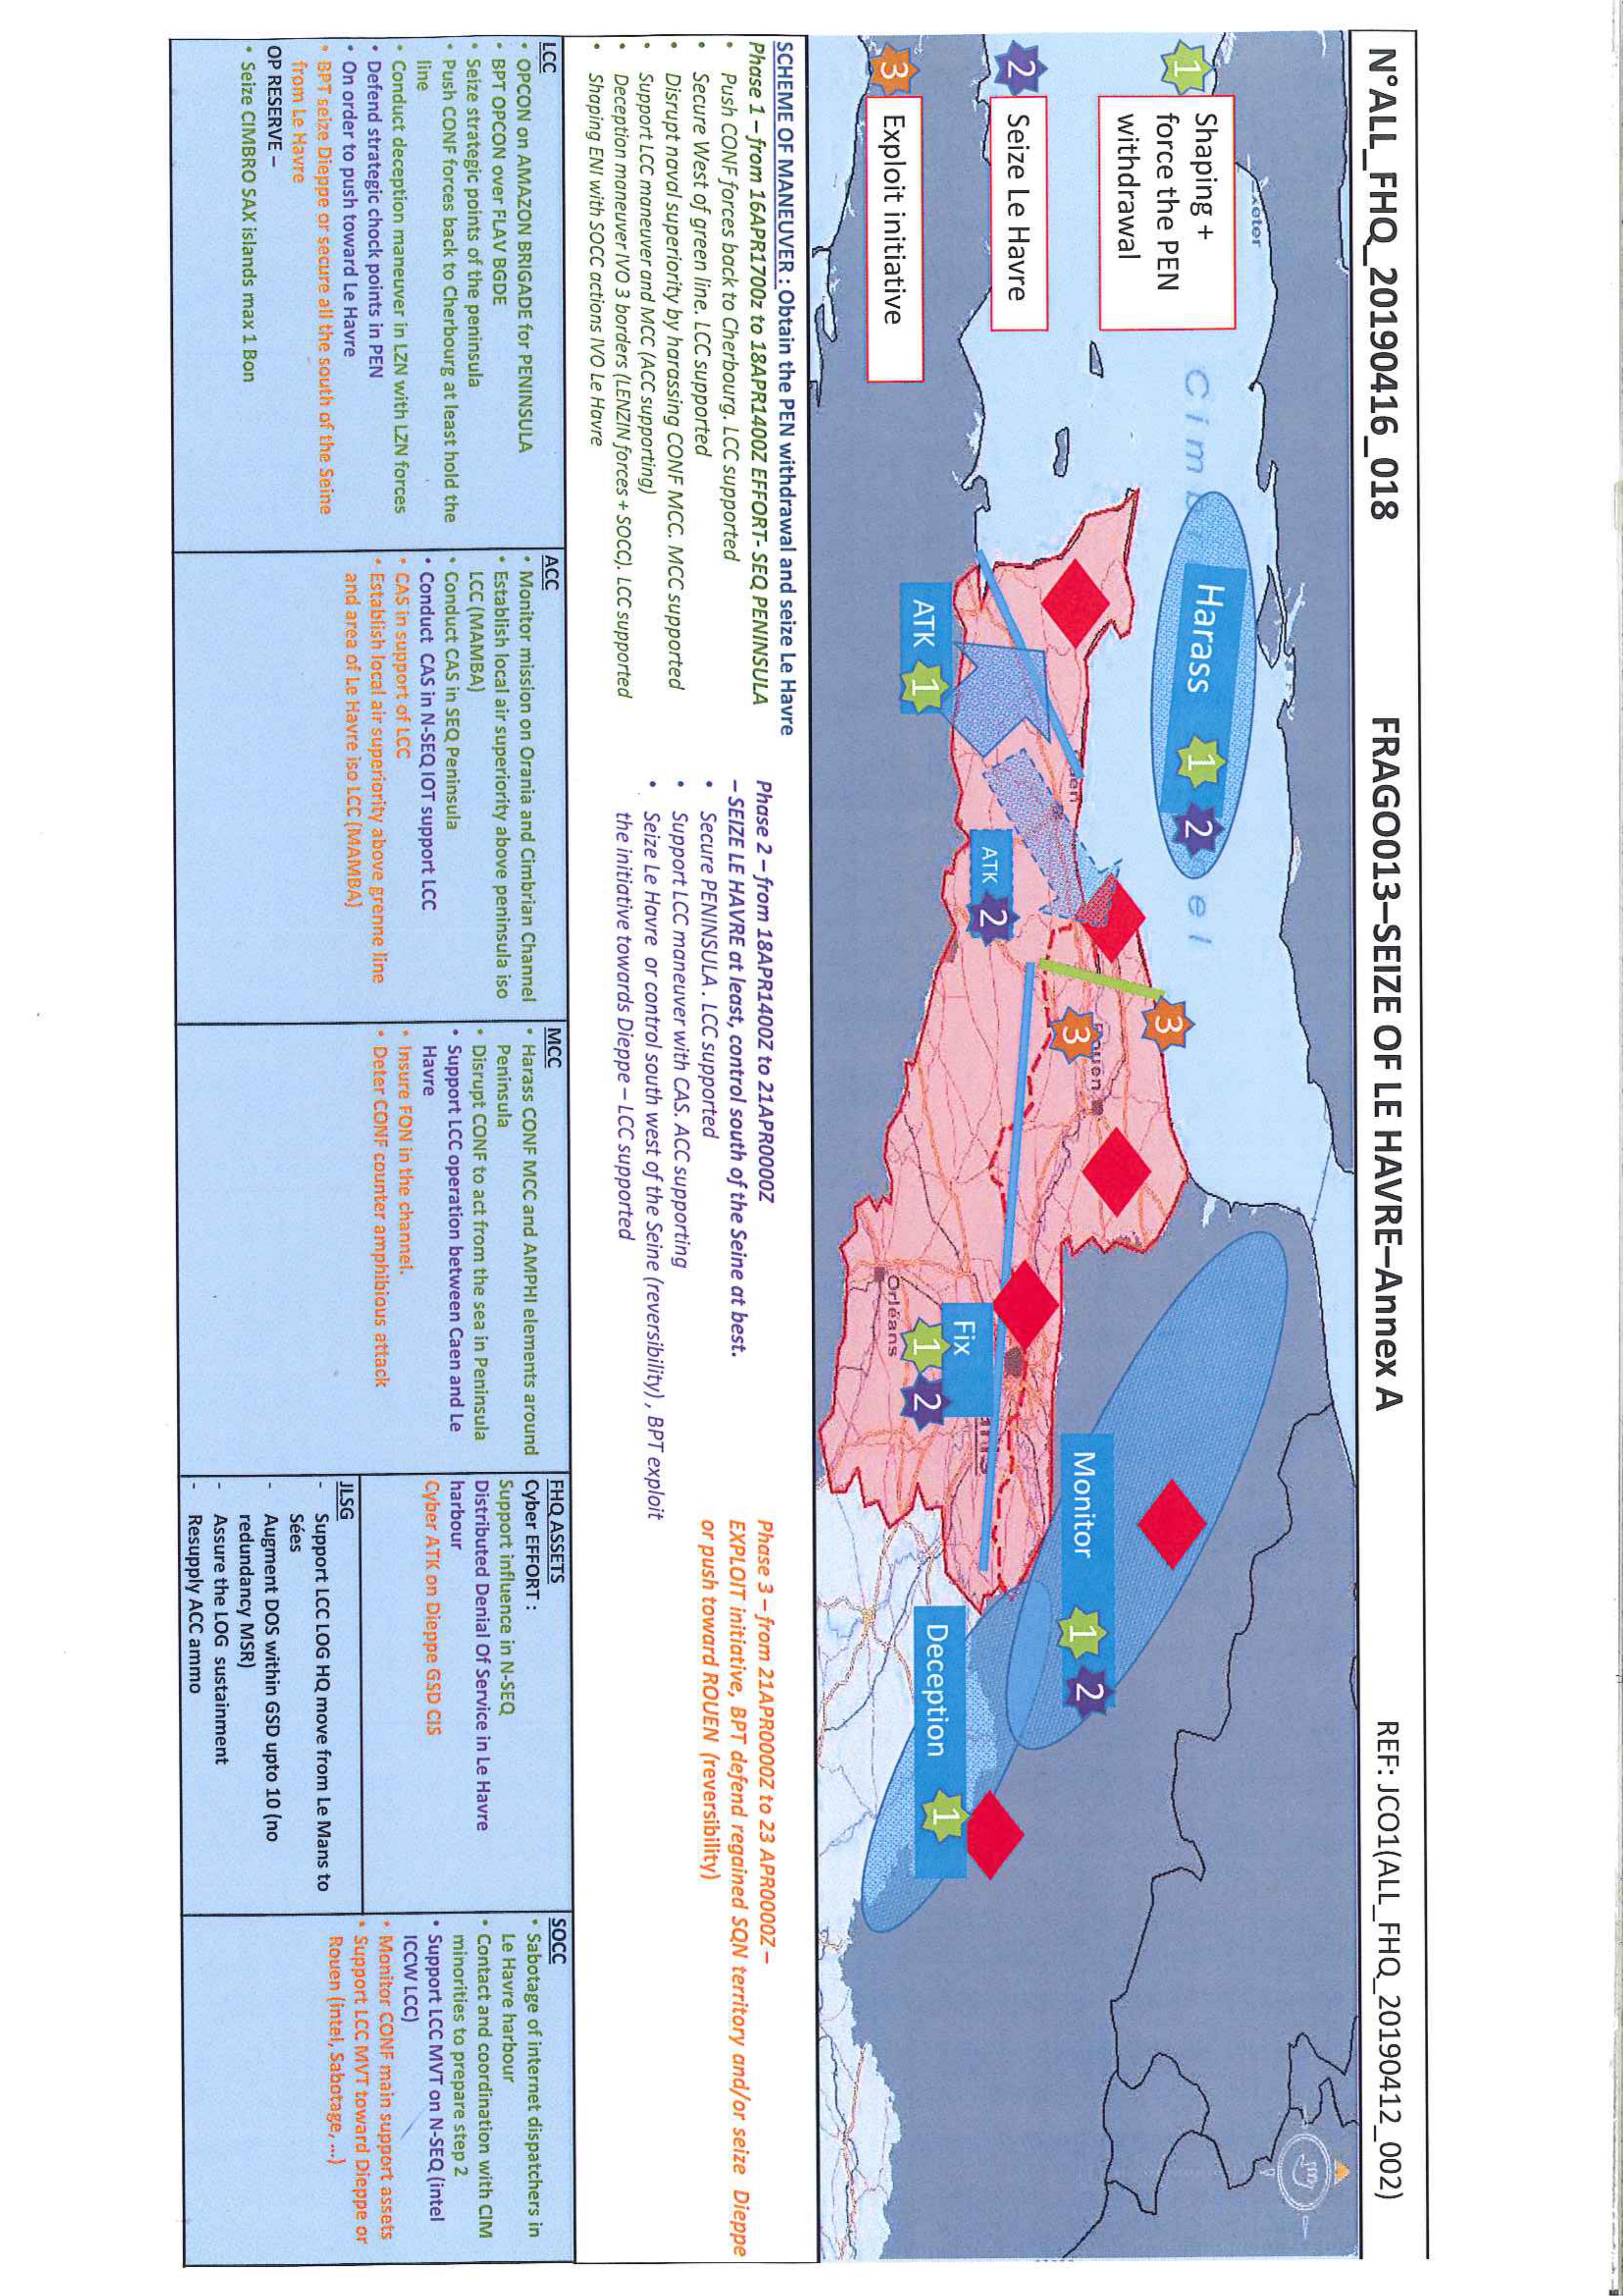 N°ALL_FHQ_20190416_018
FRAGO013–SEIZE OF LE HAVRE–Annex A
REF: JCO1(ALL_FHQ_20190412_002)
1
Shaping +
force the PEN
withdrawal
2
Seize Le Havre
3
Exploit initiative
Harass 1 2
ATK 1
ATK 2
3
3
Fix
1 2
Orléans
Monitor 1 2
Deception 1
SCHEME OF MANEUVER : Obtain the PEN withdrawal and seize Le Havre
Phase 1 – from 16APR1700z to 18APR1400Z EFFORT- SEQ PENINSULA
• Push CONF forces back to Cherbourg. LCC supported
• Secure West of green line. LCC supported
• Disrupt naval superiority by harassing CONF MCC. MCC supported
• Support LCC maneuver and MCC (ACC supporting)
• Deception maneuver IVO 3 borders (LENZIN forces + SOCC). LCC supported
• Shaping ENI with SOCC actions IVO Le Havre
Phase 2 – from 18APR1400Z to 21APR0000Z
– SEIZE LE HAVRE at least, control south of the Seine at best.
• Secure PENINSULA . LCC supported
• Support LCC maneuver with CAS. ACC supporting
• Seize Le Havre or control south west of the Seine (reversibility) , BPT exploit
the initiative towards Dieppe – LCC supported
Phase 3 – from 21APR0000Z to 23 APR0000Z –
EXPLOIT initiative, BPT defend regained SQN territory and/or seize Dieppe
or push toward ROUEN (reversibility)
LCC
• OPCON on AMAZON BRIGADE for PENINSULA
• BPT OPCON over FLAV BGDE
• Seize strategic points of the peninsula
• Push CONF forces back to Cherbourg at least hold the
line
• Conduct deception maneuver in LZN with LZN forces
• Defend strategic chock points in PEN
• On order to push toward Le Havre
• BPT seize Dieppe or secure all the south of the Seine
from Le Havre
OP RESERVE –
• Seize CIMBRO SAX islands max 1 Bon
ACC
• Monitor mission on Orania and Cimbrian Channel
• Establish local air superiority above peninsula iso
LCC (MAMBA)
• Conduct CAS in SEQ Peninsula
• Conduct CAS in N-SEQ IOT support LCC
• CAS in support of LCC
• Establish local air superiority above grenne line
and area of Le Havre iso LCC (MAMBA)
MCC
• Harass CONF MCC and AMPHI elements around
Peninsula
• Disrupt CONF to act from the sea in Peninsula
• Support LCC operation between Caen and Le
Havre
• Insure FON in the channel.
• Deter CONF counter amphibious attack
FHQ ASSETS
Cyber EFFORT :
Support influence in N-SEQ
Distributed Denial Of Service in Le Havre
harbour
Cyber ATK on Dieppe GSD CIS
JLSG
- Support LCC LOG HQ move from Le Mans to
Sées
- Augment DOS within GSD upto 10 (no
redundancy MSR)
- Assure the LOG sustainment
- Resupply ACC ammo
SOCC
• Sabotage of internet dispatchers in
Le Havre harbour
• Contact and coordination with CIM
minorities to prepare step 2
• Support LCC MVT on N-SEQ (intel
ICCW LCC)
• Monitor CONF main support assets
• Support LCC MVT toward Dieppe or
Rouen (intel, Sabotage, ...)